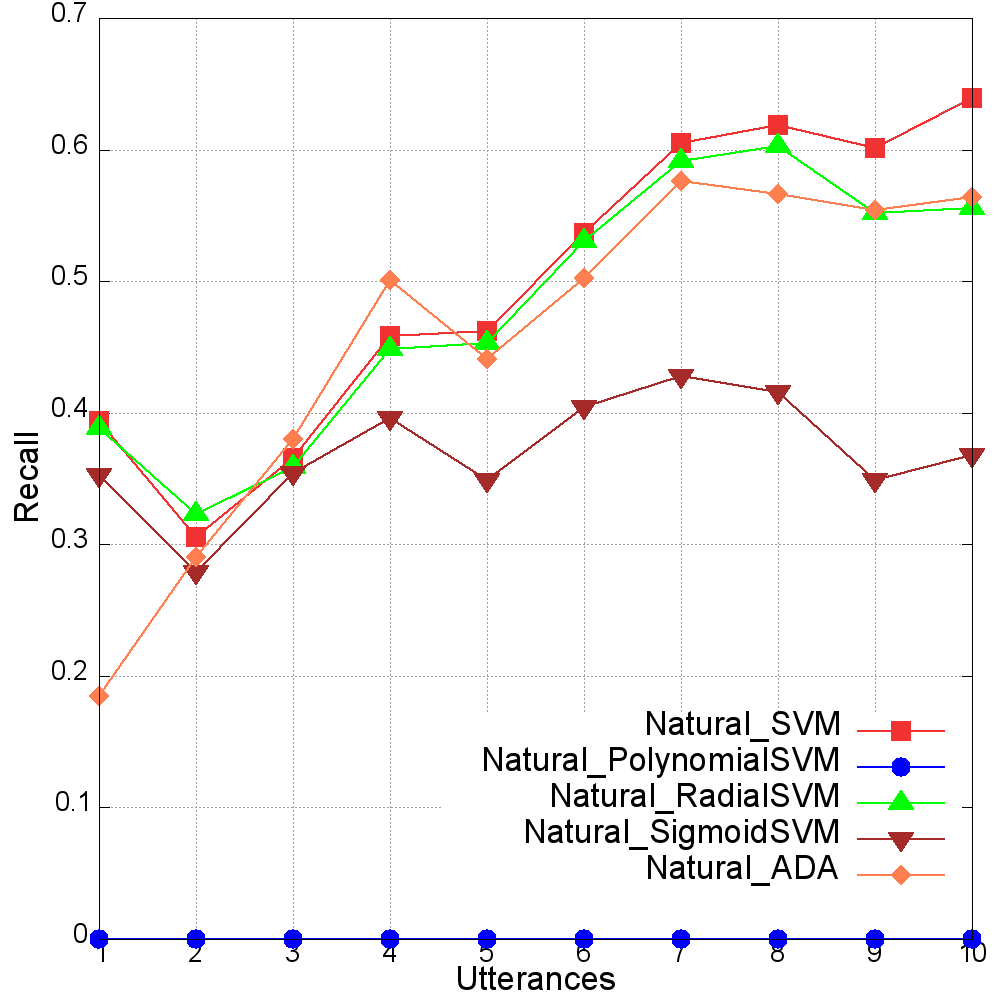 0.7
0.6
0.5
0.4
0.3
0.2
0.1
0
Recall
Natural_SVM
Natural_PolynomialSVM
Natural_RadialSVM
Natural_SigmoidSVM
Natural_ADA
1 2 3 4 5 6 7 8 9 10
Utterances